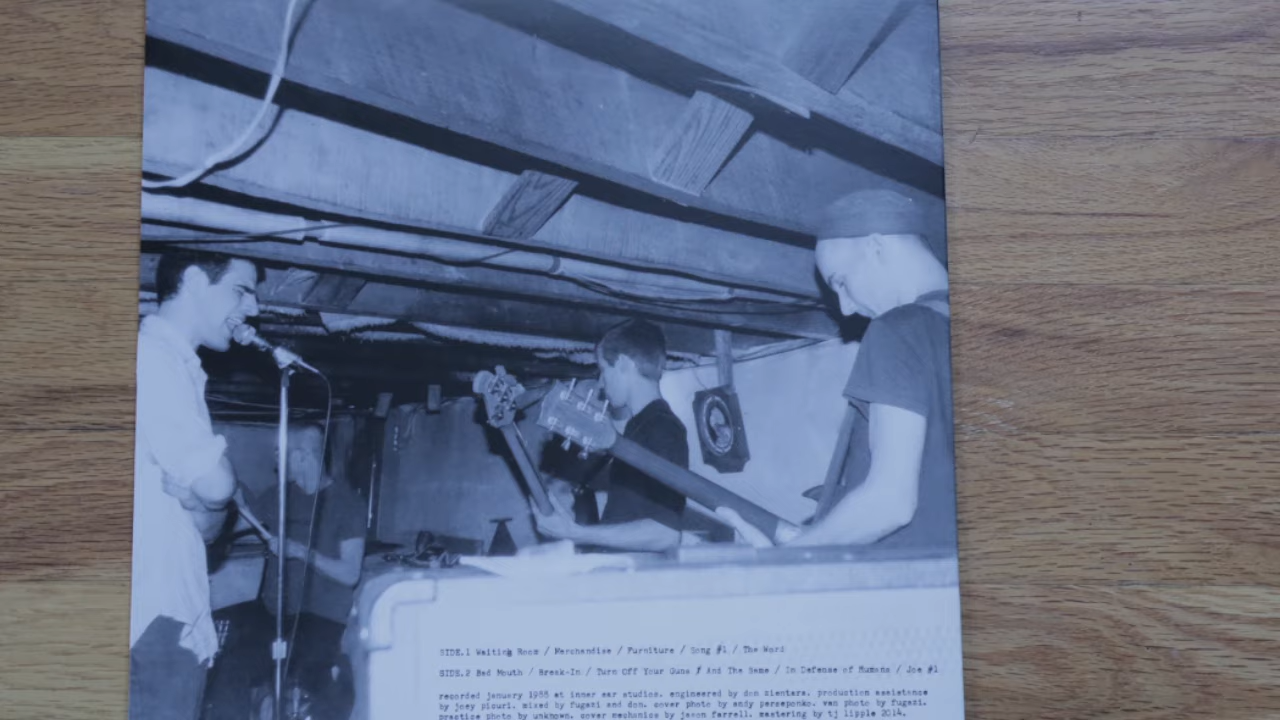 SIDE.1 Waiting Room / Merchandise / Furniture / Song #1 / The Word
SIDE.2 Bad Mouth / Break-In / Turn Off Your Guns / And The Same / In Defense of Humans / Joe #1
recorded january 1988 at inner ear studios. engineered by don zientara. production assistance
by joey picuri. mixed by fugazi and don. cover photo by andy perseponko. van photo by fugazi.
practice photo by unknown. cover mechanics by jason farrell. mastering by tj lipple 2014.